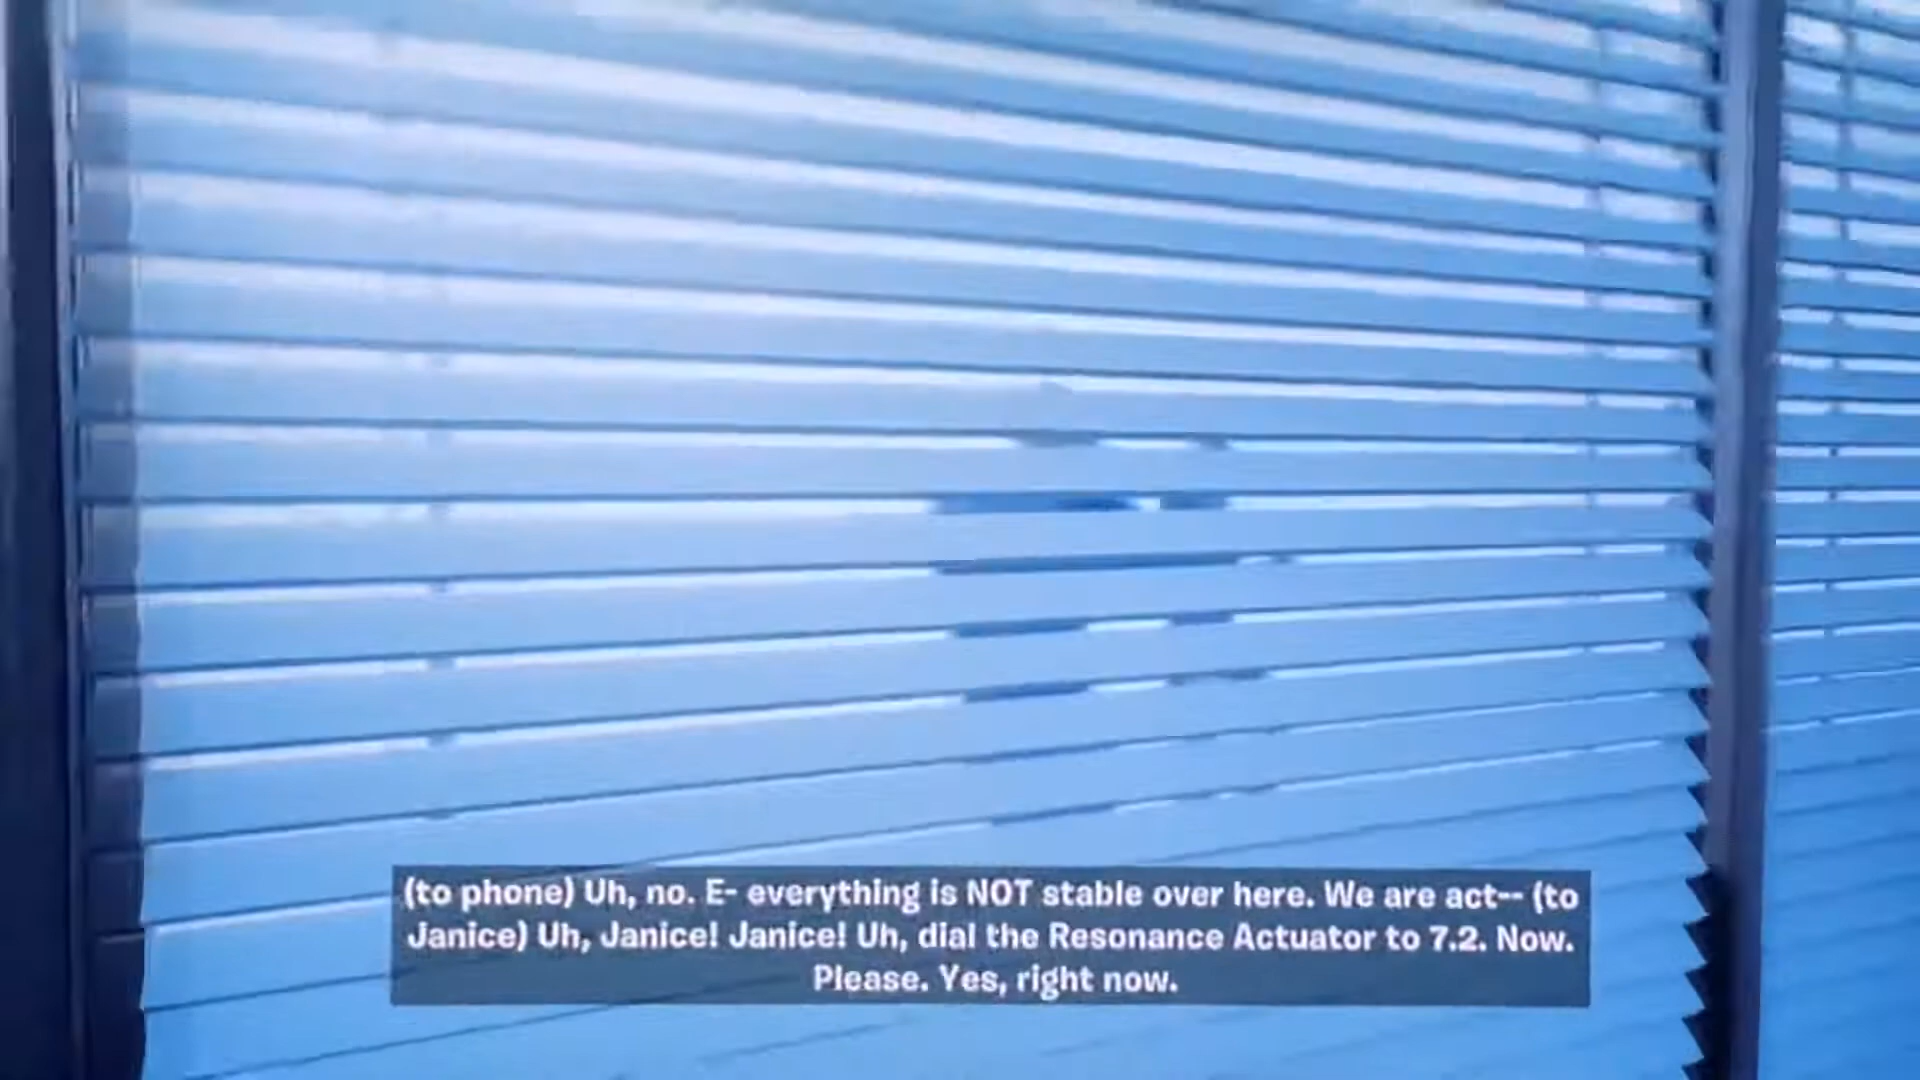 (to phone) Uh, no. E- everything is NOT stable over here. We are act-- (to
Janice) Uh, Janice! Janice! Uh, dial the Resonance Actuator to 7.2. Now.
Please. Yes, right now.